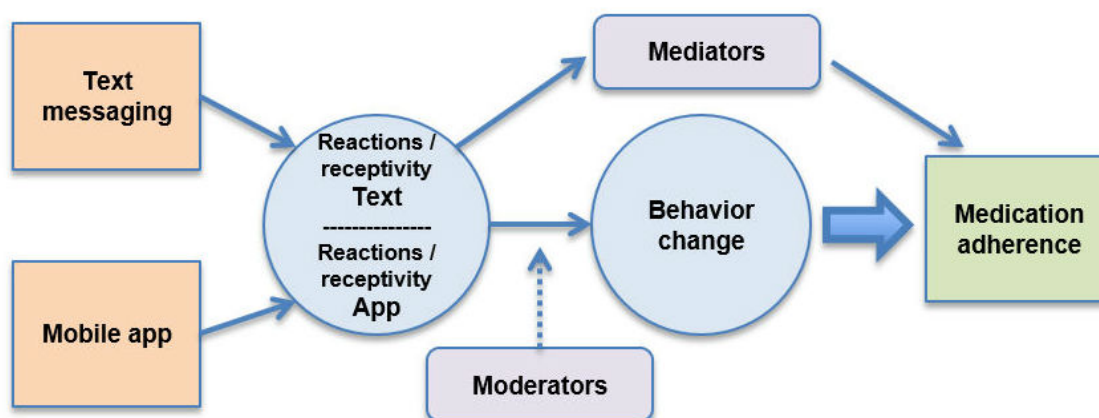 Text
messaging
Mobile app
Reactions /
receptivity
Text
---------------
Reactions /
receptivity
App
Mediators
Moderators
Behavior
change
Medication
adherence